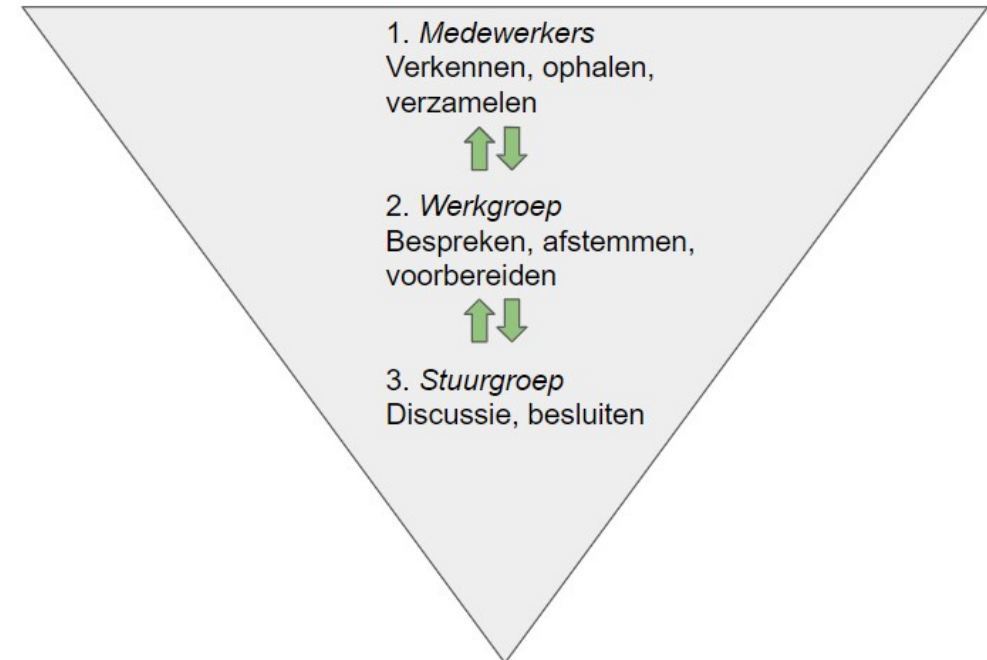 1. Medewerkers
Verkennen, ophalen,
verzamelen
2. Werkgroep
Bespreken, afstemmen,
voorbereiden
3. Stuurgroep
Discussie, besluiten